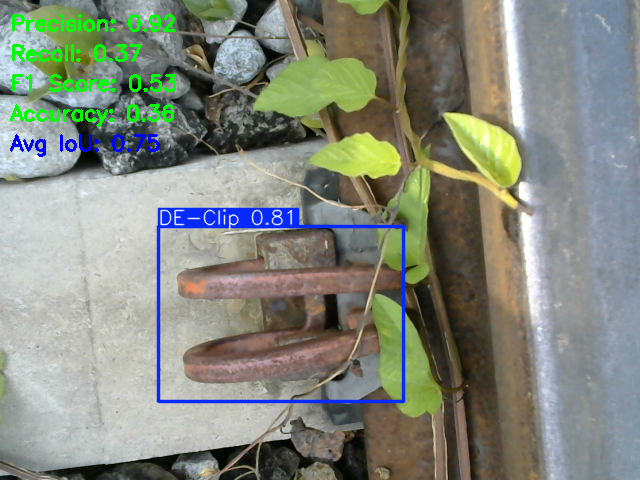 Precision: 0.92
Recall: 0.37
F1 Score: 0.53
Accuracy: 0.36
Avg IoU: 0.75
DE-Clip 0.81